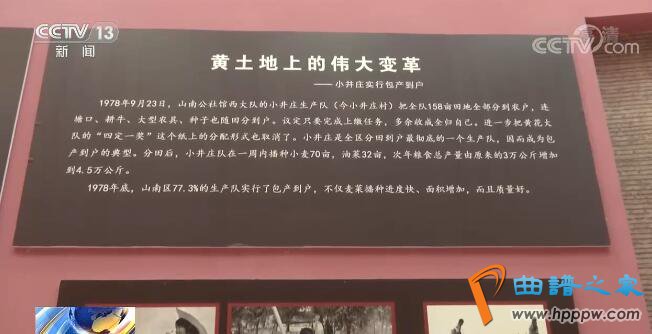 CCTV 13
新闻
高清
CCTV.com
黄土地上的伟大变革
——小井庄实行包产到户
1978年9月23日，山南公社馆西大队的小井庄生产队（今小井庄村）把全队158亩田地全部分到农户，连
塘口、耕牛、大型农具、种子也随田分到户。议定只要完成上缴任务，多余收成全归自己。进一步把黄花大
队的“四定一奖”这个纸上的分配形式也取消了。小井庄是全区分田到户最彻底的一个生产队，因而成为包
产到户的典型。分田后，小井庄队在一周内播种小麦70亩，油菜32亩，次年粮食总产量由原来的3万公斤增加
到4.5万公斤。
1978年底，山南区77.3%的生产队实行了包产到户，不仅麦菜播种进度快、面积增加，而且质量好。
曲谱之家
www.hpppw.com